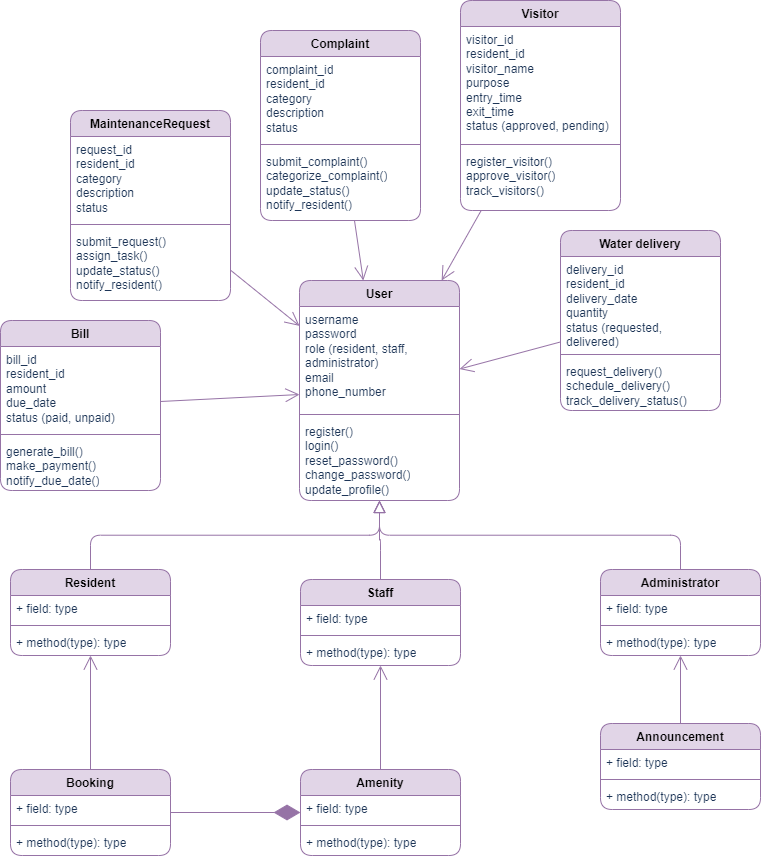 Visitor
visitor_id
resident_id
visitor_name
purpose
entry_time
exit_time
status (approved, pending)
register_visitor()
approve_visitor()
track_visitors()
Complaint
complaint_id
resident_id
category
description
status
submit_complaint()
categorize_complaint()
update_status()
notify_resident()
MaintenanceRequest
request_id
resident_id
category
description
status
submit_request()
assign_task()
update_status()
notify_resident()
Water delivery
delivery_id
resident_id
delivery_date
quantity
status (requested,
delivered)
request_delivery()
schedule_delivery()
track_delivery_status()
User
username
password
role (resident, staff,
administrator)
email
phone_number
register()
login()
reset_password()
change_password()
update_profile()
Bill
bill_id
resident_id
amount
due_date
status (paid, unpaid)
generate_bill()
make_payment()
notify_due_date()
Resident
+ field: type
+ method(type): type
Staff
+ field: type
+ method(type): type
Administrator
+ field: type
+ method(type): type
Booking
+ field: type
+ method(type): type
Amenity
+ field: type
+ method(type): type
Announcement
+ field: type
+ method(type): type